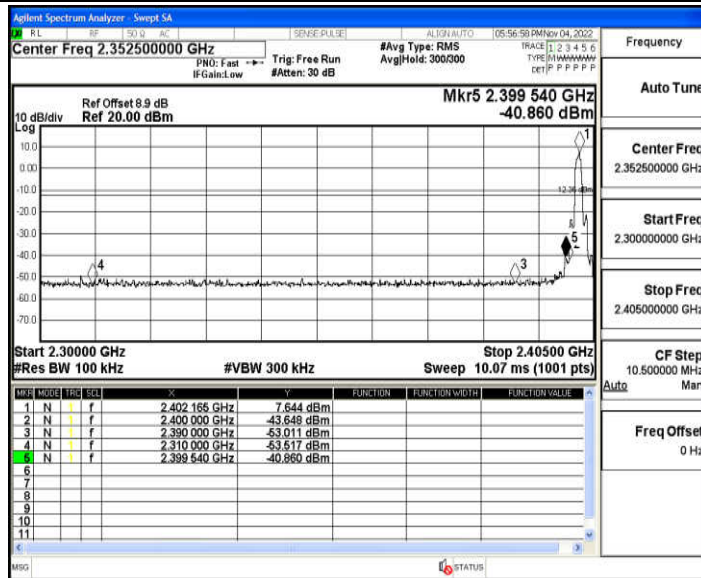 Agilent Spectrum Analyzer - Swept SA
RL RF 50 Ω AC SENSE:PULSE ALIGN AUTO 05:56:58 PM Nov 04, 2022
Center Freq 2.352500000 GHz
PNO: Fast
IFGain:Low
Trig: Free Run
#Atten: 30 dB
#Avg Type: RMS
Avg|Hold: 300/300
TRACE 1 2 3 4 5 6
TYPE MWWWWW
DET P P P P P P
Ref Offset 8.9 dB
10 dB/div Ref 20.00 dBm
Log
Mkr5 2.399 540 GHz
-40.860 dBm
10.0
0.00
-10.0
-20.0
-30.0
-40.0
-50.0
-60.0
-70.0
1
5
3
4
Start 2.30000 GHz Stop 2.40500 GHz
#Res BW 100 kHz #VBW 300 kHz Sweep 10.07 ms (1001 pts)
MKR MODE TRC SCL X Y FUNCTION FUNCTION WIDTH FUNCTION VALUE
1 N 1 f 2.402 165 GHz 7.644 dBm
2 N 1 f 2.400 000 GHz -43.648 dBm
3 N 1 f 2.390 000 GHz -53.011 dBm
4 N 1 f 2.310 000 GHz -53.517 dBm
5 N 1 f 2.399 540 GHz -40.860 dBm
6
7
8
9
10
11
MSG STATUS
Frequency
Auto Tune
Center Freq
2.352500000 GHz
Start Freq
2.300000000 GHz
Stop Freq
2.405000000 GHz
CF Step
10.500000 MHz
Auto Man
Freq Offset
0 Hz